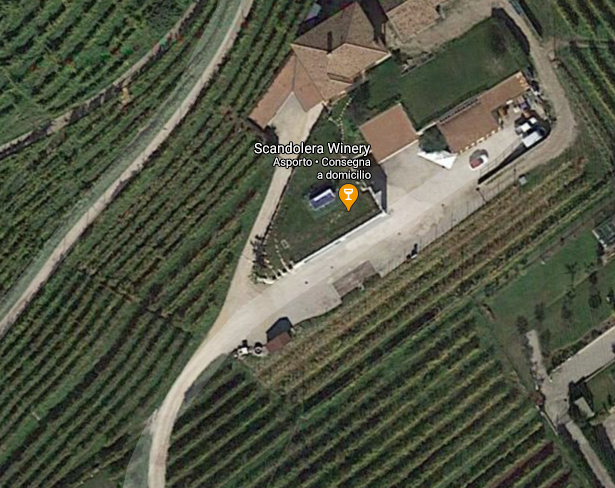 Scandolera Winery
Asporto • Consegna
a domicilio